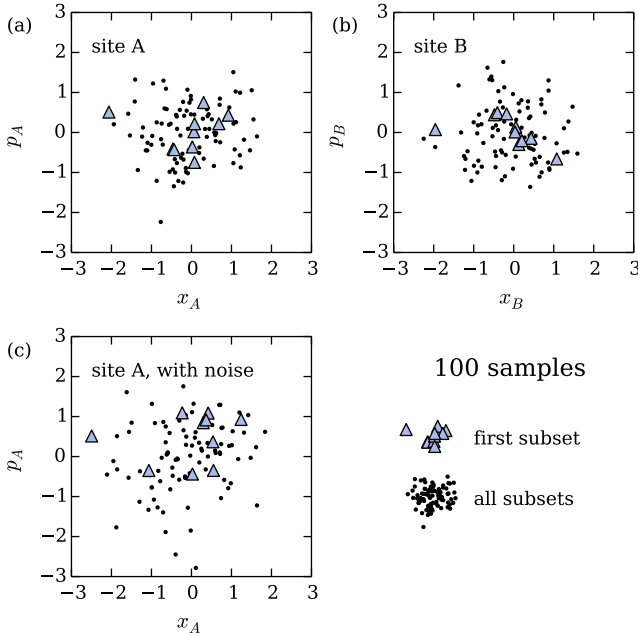 (a)
site A
3
2
1
0
−1
−2
−3
p_A
−3 −2 −1 0 1 2 3
x_A
(b)
site B
3
2
1
0
−1
−2
−3
p_B
−3 −2 −1 0 1 2 3
x_B
(c)
site A, with noise
3
2
1
0
−1
−2
−3
p_A
−3 −2 −1 0 1 2 3
x_A
100 samples
first subset
all subsets